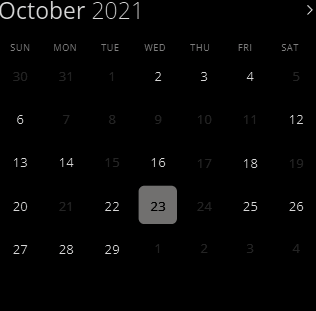 October 2021
SUN MON TUE WED THU FRI SAT
30 31 1 2 3 4 5
6 7 8 9 10 11 12
13 14 15 16 17 18 19
20 21 22 23 24 25 26
27 28 29 1 2 3 4